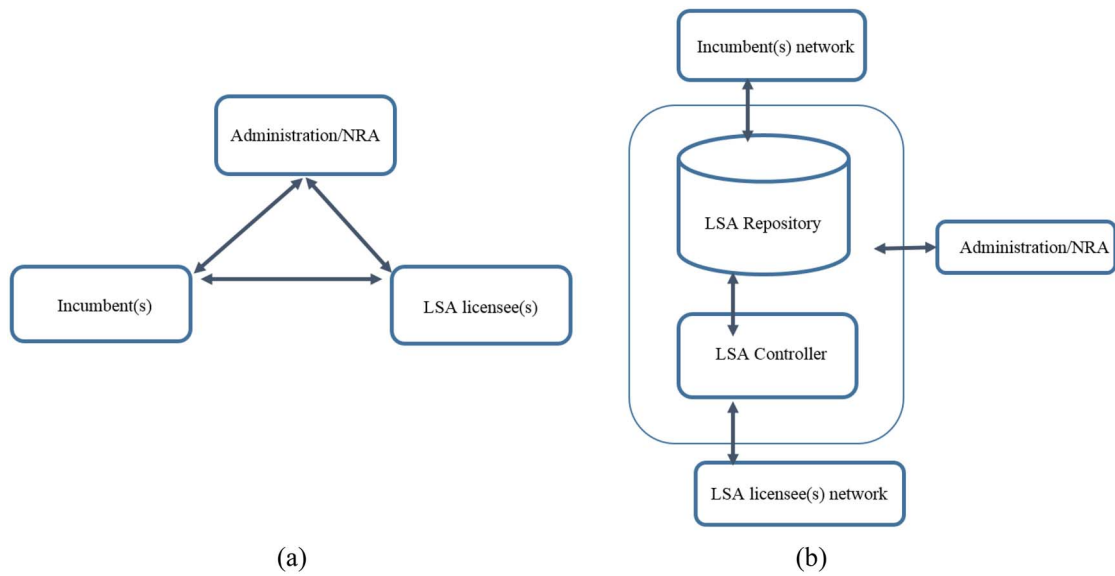 Administration/NRA
Incumbent(s)
LSA licensee(s)
(a)
Incumbent(s) network
LSA Repository
Administration/NRA
LSA Controller
LSA licensee(s) network
(b)